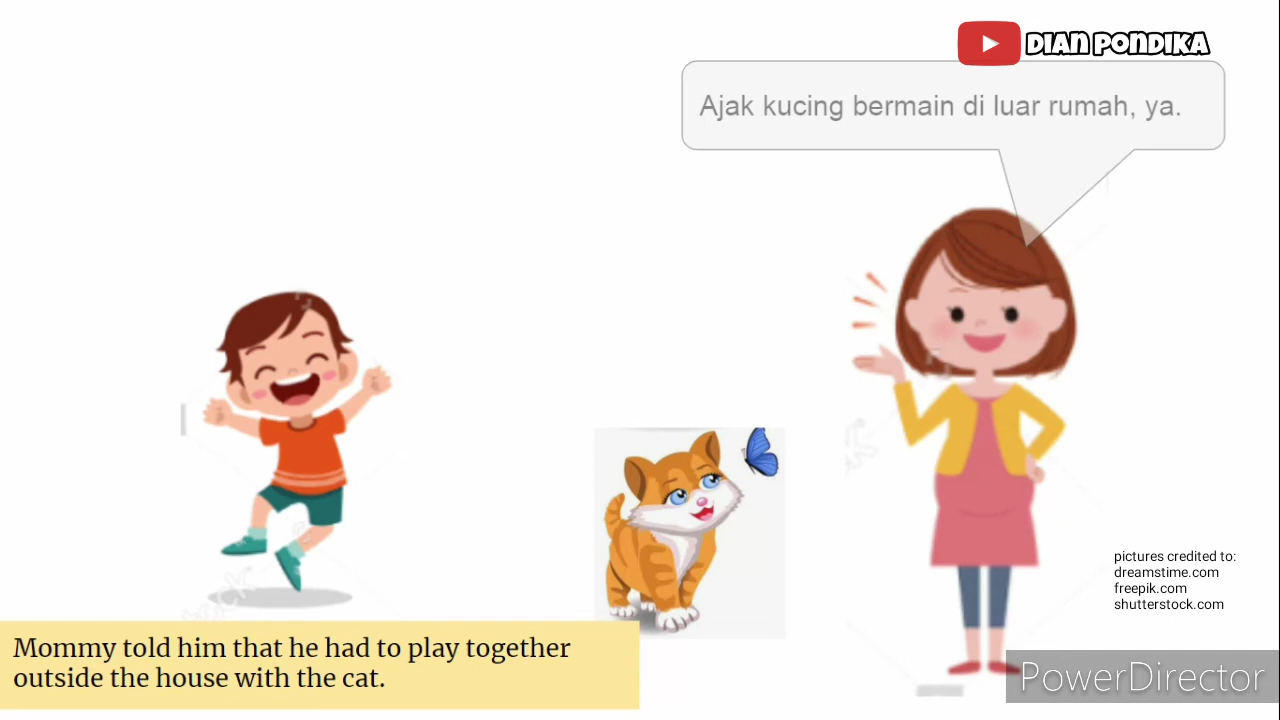 DIAN PONDIKA
Ajak kucing bermain di luar rumah, ya.
pictures credited to:
dreamstime.com
freepik.com
shutterstock.com
Mommy told him that he had to play together
outside the house with the cat.
PowerDirector